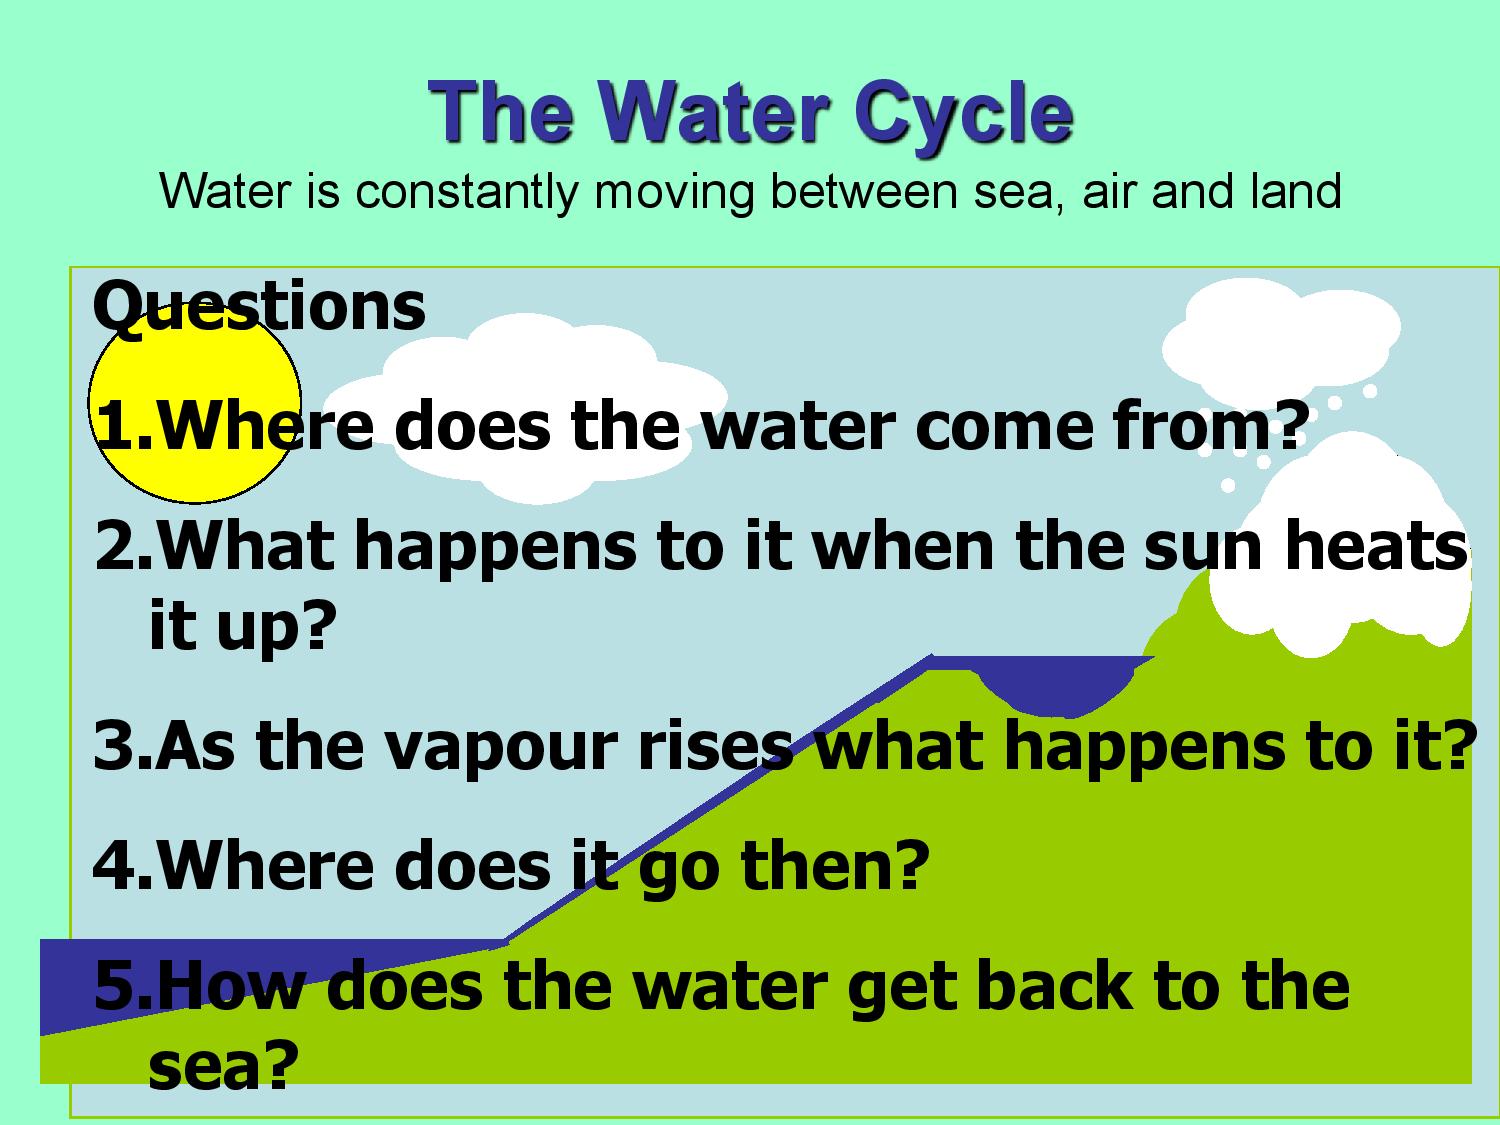 The Water Cycle
Water is constantly moving between sea, air and land
Questions
1.Where does the water come from?
2.What happens to it when the sun heats
it up?
3.As the vapour rises what happens to it?
4.Where does it go then?
5.How does the water get back to the
sea?